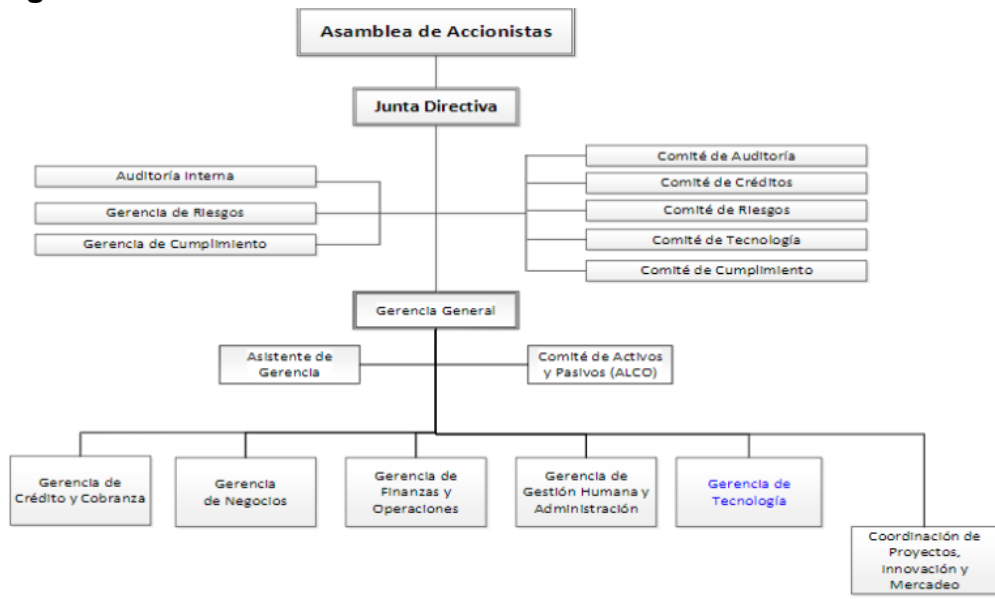 Asamblea de Accionistas
Junta Directiva
Auditoría Interna
Gerencia de Riesgos
Gerencia de Cumplimiento
Comité de Auditoría
Comité de Créditos
Comité de Riesgos
Comité de Tecnología
Comité de Cumplimiento
Gerencia General
Asistente de
Gerencia
Comité de Activos
y Pasivos (ALCO)
Gerencia de
Crédito y Cobranza
Gerencia
de Negocios
Gerencia de
Finanzas y
Operaciones
Gerencia de
Gestión Humana y
Administración
Gerencia de
Tecnología
Coordinación de
Proyectos,
Innovación y
Mercadeo